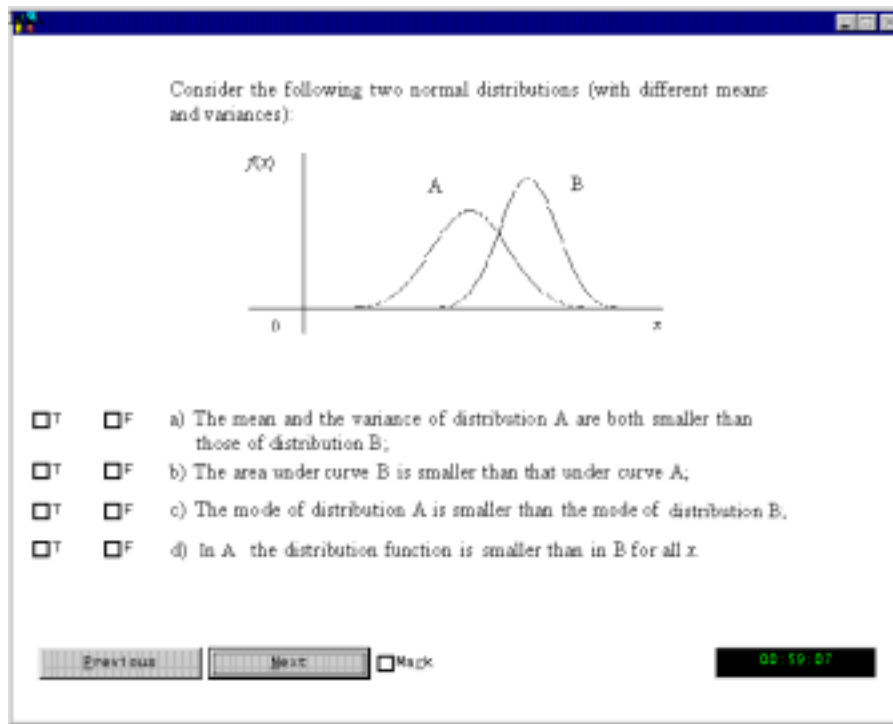 Consider the following two normal distributions (with different means
and variances):
f(x)
A
B
0
x
T F a) The mean and the variance of distribution A are both smaller than
those of distribution B;
T F b) The area under curve B is smaller than that under curve A;
T F c) The mode of distribution A is smaller than the mode of distribution B,
T F d) In A the distribution function is smaller than in B for all x
Previous Next Mark 00:59:07